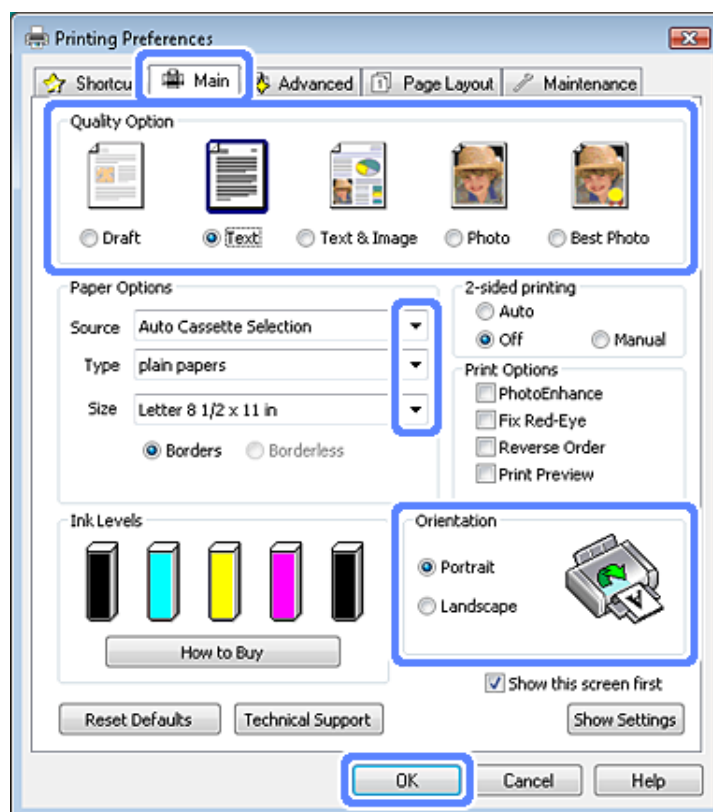 Printing Preferences
Shortcu Main Advanced 1 Page Layout Maintenance
Quality Option
Draft Text Text & Image Photo Best Photo
Paper Options 2-sided printing
Auto
Source Auto Cassette Selection
Off Manual
Type plain papers
Print Options
PhotoEnhance
Size Letter 8 1/2 x 11 in
Fix Red-Eye
Borders Borderless
Reverse Order
Print Preview
Ink Levels Orientation
Portrait
A
Landscape
How to Buy
Show this screen first
Reset Defaults Technical Support Show Settings
OK Cancel Help